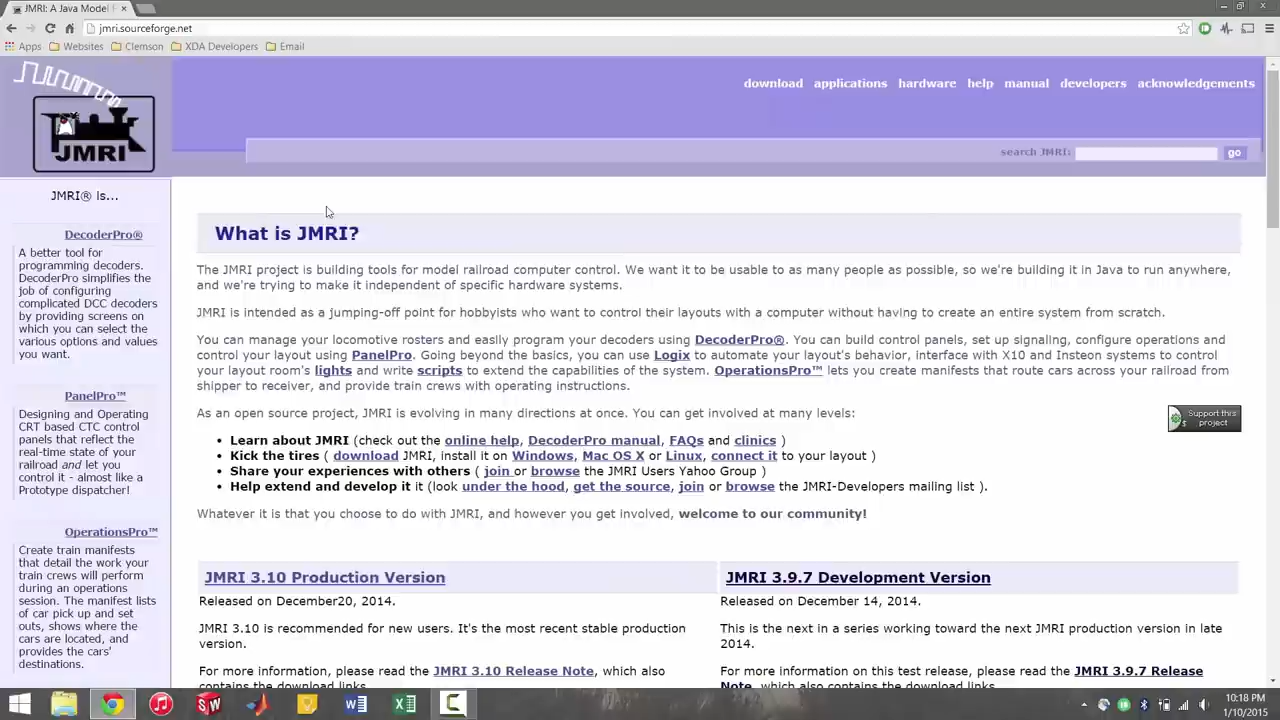 JMRI: A Java Model
jmri.sourceforge.net
Apps Websites Clemson XDA Developers Email
JMRI
download applications hardware help manual developers acknowledgements
search JMRI: go
JMRI® is...
DecoderPro®
A better tool for
programming decoders.
DecoderPro simplifies the
job of configuring
complicated DCC decoders
by providing screens on
which you can select the
various options and values
you want.
PanelPro™
Designing and Operating
CRT based CTC control
panels that reflect the
real-time state of your
railroad and let you
control it - almost like a
Prototype dispatcher!
OperationsPro™
Create train manifests
that detail the work your
train crews will perform
during an operations
session. The manifest lists
of car pick up and set
outs, shows where the
cars are located, and
provides the cars'
destinations.
What is JMRI?
The JMRI project is building tools for model railroad computer control. We want it to be usable to as many people as possible, so we're building it in Java to run anywhere,
and we're trying to make it independent of specific hardware systems.
JMRI is intended as a jumping-off point for hobbyists who want to control their layouts with a computer without having to create an entire system from scratch.
You can manage your locomotive rosters and easily program your decoders using DecoderPro®. You can build control panels, set up signaling, configure operations and
control your layout using PanelPro. Going beyond the basics, you can use Logix to automate your layout's behavior, interface with X10 and Insteon systems to control
your layout room's lights and write scripts to extend the capabilities of the system. OperationsPro™ lets you create manifests that route cars across your railroad from
shipper to receiver, and provide train crews with operating instructions.
As an open source project, JMRI is evolving in many directions at once. You can get involved at many levels:
Support this
project
• Learn about JMRI (check out the online help, DecoderPro manual, FAQs and clinics )
• Kick the tires ( download JMRI, install it on Windows, Mac OS X or Linux, connect it to your layout )
• Share your experiences with others ( join or browse the JMRI Users Yahoo Group )
• Help extend and develop it it (look under the hood, get the source, join or browse the JMRI-Developers mailing list ).
Whatever it is that you choose to do with JMRI, and however you get involved, welcome to our community!
JMRI 3.10 Production Version
Released on December20, 2014.
JMRI 3.10 is recommended for new users. It's the most recent stable production
version.
For more information, please read the JMRI 3.10 Release Note, which also
contains the download links.
JMRI 3.9.7 Development Version
Released on December 14, 2014.
This is the next in a series working toward the next JMRI production version in late
2014.
For more information on this test release, please read the JMRI 3.9.7 Release
Note, which also contains the download links.
10:18 PM
1/10/2015